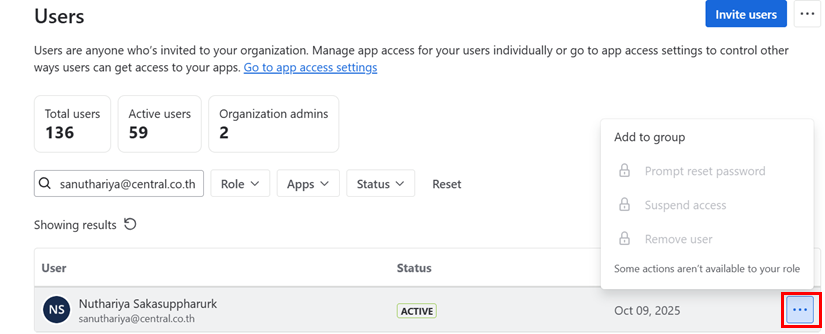 Users
Invite users
Users are anyone who's invited to your organization. Manage app access for your users individually or go to app access settings to control other
ways users can get access to your apps. Go to app access settings
Total users
136
Active users
59
Organization admins
2
Add to group
Prompt reset password
Suspend access
Remove user
Some actions aren't available to your role
sanuthariya@central.co.th
Role
Apps
Status
Reset
Showing results
User
Status
NS
Nuthariya Sakasuppharurk
sanuthariya@central.co.th
ACTIVE
Oct 09, 2025